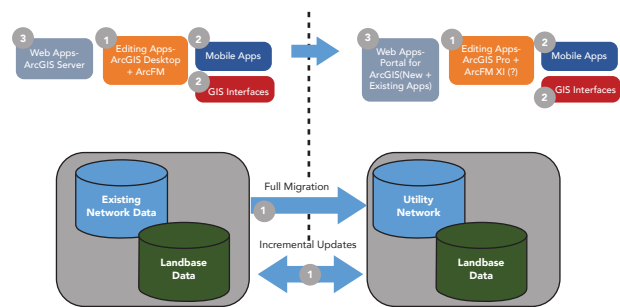 3
Web Apps-
ArcGIS Server
1
Editing Apps-
ArcGIS Desktop
+ ArcFM
2
Mobile Apps
2
GIS Interfaces
3
Web Apps-
Portal for
ArcGIS(New +
Existing Apps)
1
Editing Apps-
ArcGIS Pro +
ArcFM XI (?)
2
Mobile Apps
2
GIS Interfaces
Existing
Network Data
Landbase
Data
Full Migration
1
Incremental Updates
1
Utility
Network
Landbase
Data